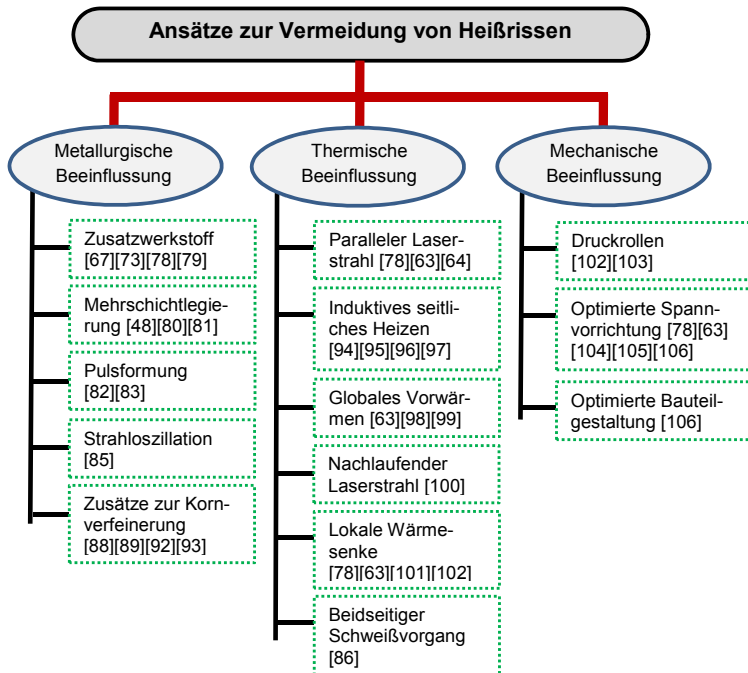 Ansätze zur Vermeidung von Heißrissen
Metallurgische
Beeinflussung
Zusatzwerkstoff
[67][73][78][79]
Mehrschichtlegie-
rung [48][80][81]
Pulsformung
[82][83]
Strahloszillation
[85]
Zusätze zur Korn-
verfeinerung
[88][89][92][93]
Thermische
Beeinflussung
Paralleler Laser-
strahl [78][63][64]
Induktives seitli-
ches Heizen
[94][95][96][97]
Globales Vorwär-
men [63][98][99]
Nachlaufender
Laserstrahl [100]
Lokale Wärme-
senke
[78][63][101][102]
Beidseitiger
Schweißvorgang
[86]
Mechanische
Beeinflussung
Druckrollen
[102][103]
Optimierte Spann-
vorrichtung [78][63]
[104][105][106]
Optimierte Bauteil-
gestaltung [106]